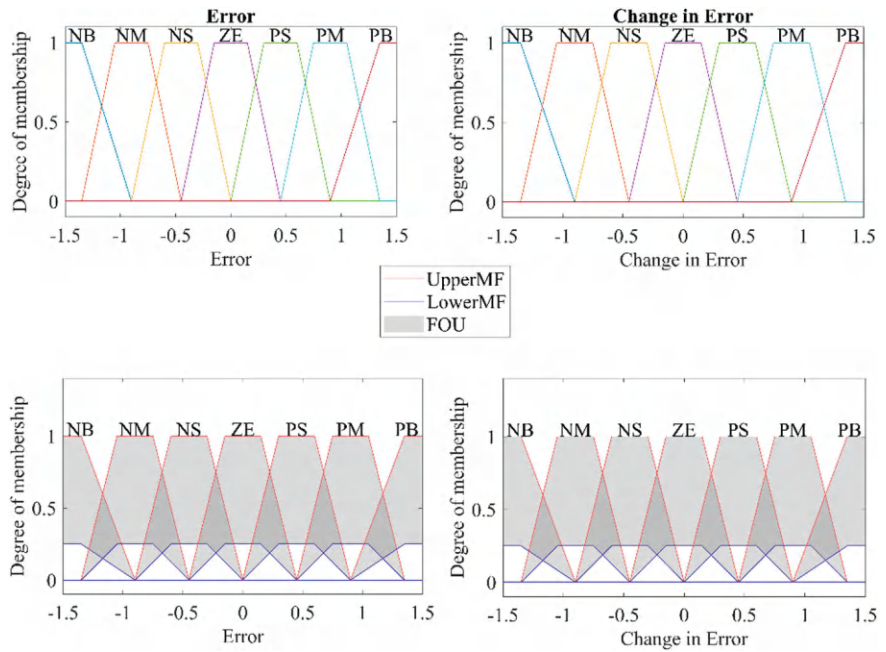 Error
Change in Error
NB NM NS ZE PS PM PB
NB NM NS ZE PS PM PB
Degree of membership
1
0.5
0
-1.5 -1 -0.5 0 0.5 1 1.5
Error
Degree of membership
1
0.5
0
-1.5 -1 -0.5 0 0.5 1 1.5
Change in Error
UpperMF
LowerMF
FOU
NB NM NS ZE PS PM PB
Degree of membership
1
0.5
0
-1.5 -1 -0.5 0 0.5 1 1.5
Error
NB NM NS ZE PS PM PB
Degree of membership
1
0.5
0
-1.5 -1 -0.5 0 0.5 1 1.5
Change in Error